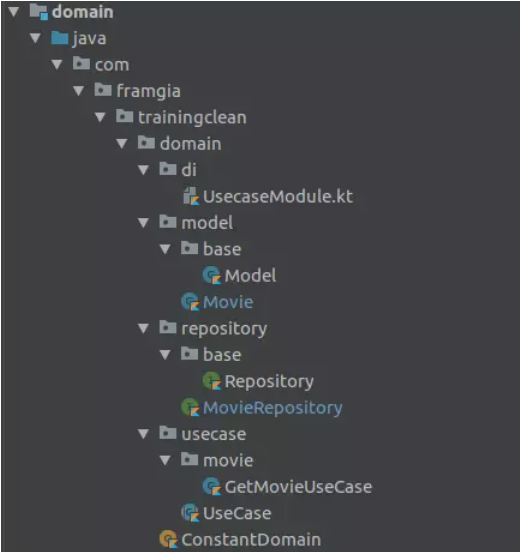 domain
java
com
framgia
trainingclean
domain
di
UsecaseModule.kt
model
base
Model
Movie
repository
base
Repository
MovieRepository
usecase
movie
GetMovieUseCase
UseCase
ConstantDomain